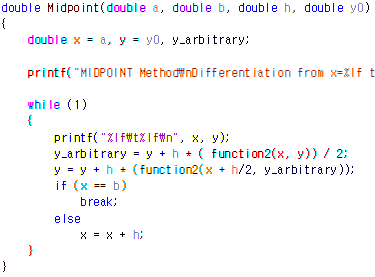 double Midpoint(double a, double b, double h, double y0)
{
double x = a, y = y0, y_arbitrary;
printf("MIDPOINT Method₩nDifferentiation from x=%lf t
while (1)
{
printf("%lf₩t%lf₩n", x, y);
y_arbitrary = y + h * ( function2(x, y)) / 2;
y = y + h * (function2(x + h/2, y_arbitrary));
if (x == b)
break;
else
x = x + h;
}
}